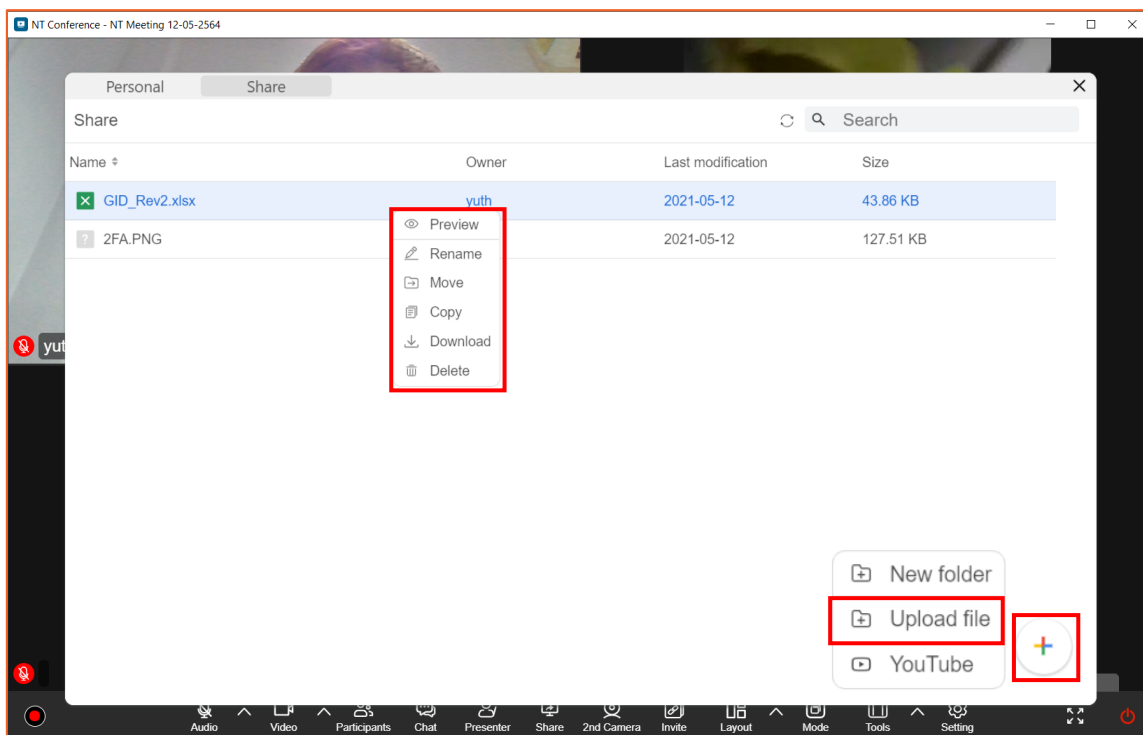 NT Conference - NT Meeting 12-05-2564
Personal Share
Share Search
Name Owner Last modification Size
GID_Rev2.xlsx yuth 2021-05-12 43.86 KB
2FA.PNG 2021-05-12 127.51 KB
Preview
Rename
Move
Copy
Download
Delete
yut
New folder
Upload file
YouTube
Audio Video Participants Chat Presenter Share 2nd Camera Invite Layout Mode Tools Setting